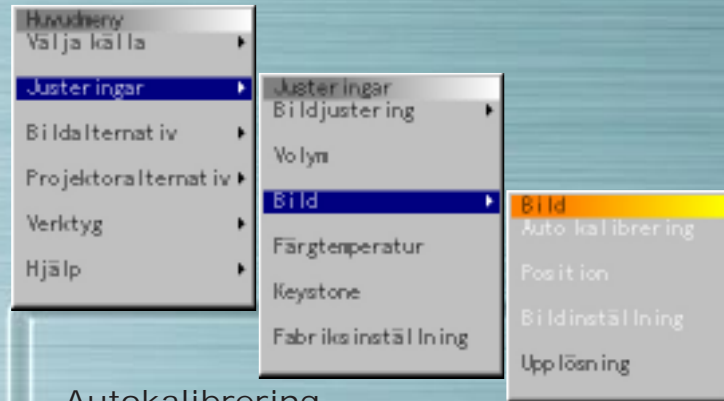 Huvudmeny
Välja källa
Justeringar
Bildalternativ
Projektoralternativ
Verktyg
Hjälp
Justeringar
Bildjustering
Volym
Bild
Färgtemperatur
Keystone
Fabriksinställning
Bild
Auto kalibrering
Position
Bildinställning
Upplösning
Autokalibrering